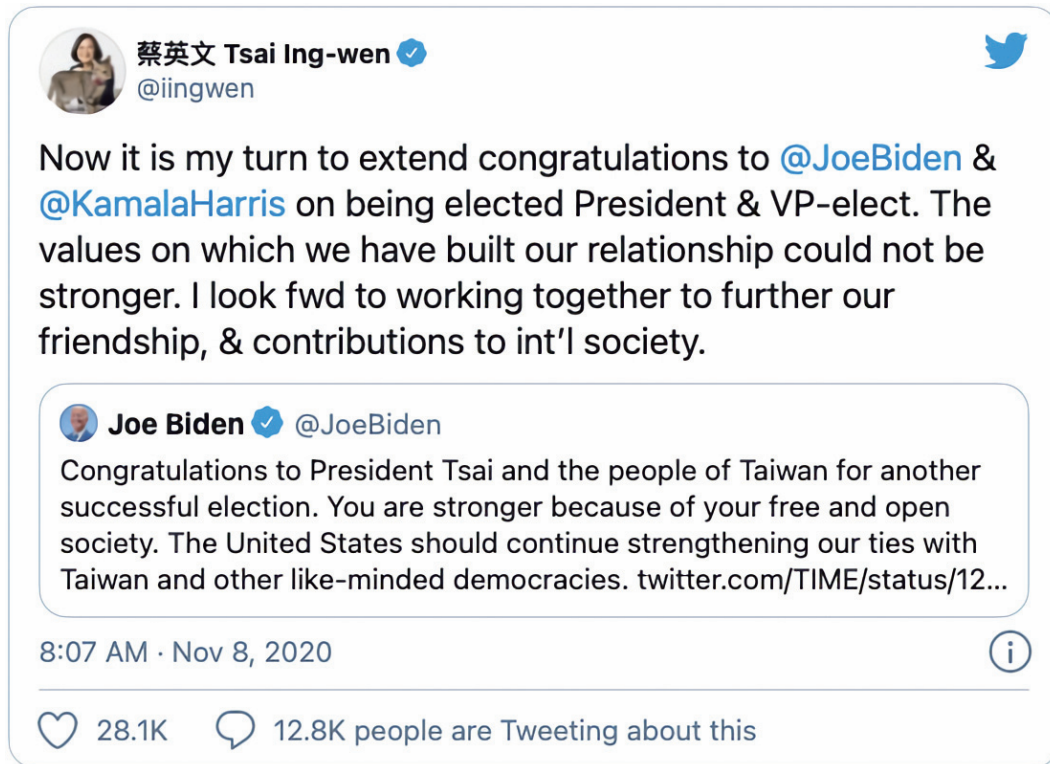 蔡英文 Tsai Ing-wen
@iingwen
Now it is my turn to extend congratulations to @JoeBiden &
@KamalaHarris on being elected President & VP-elect. The
values on which we have built our relationship could not be
stronger. I look fwd to working together to further our
friendship, & contributions to int'l society.
Joe Biden @JoeBiden
Congratulations to President Tsai and the people of Taiwan for another
successful election. You are stronger because of your free and open
society. The United States should continue strengthening our ties with
Taiwan and other like-minded democracies. twitter.com/TIME/status/12...
8:07 AM · Nov 8, 2020
28.1K 12.8K people are Tweeting about this